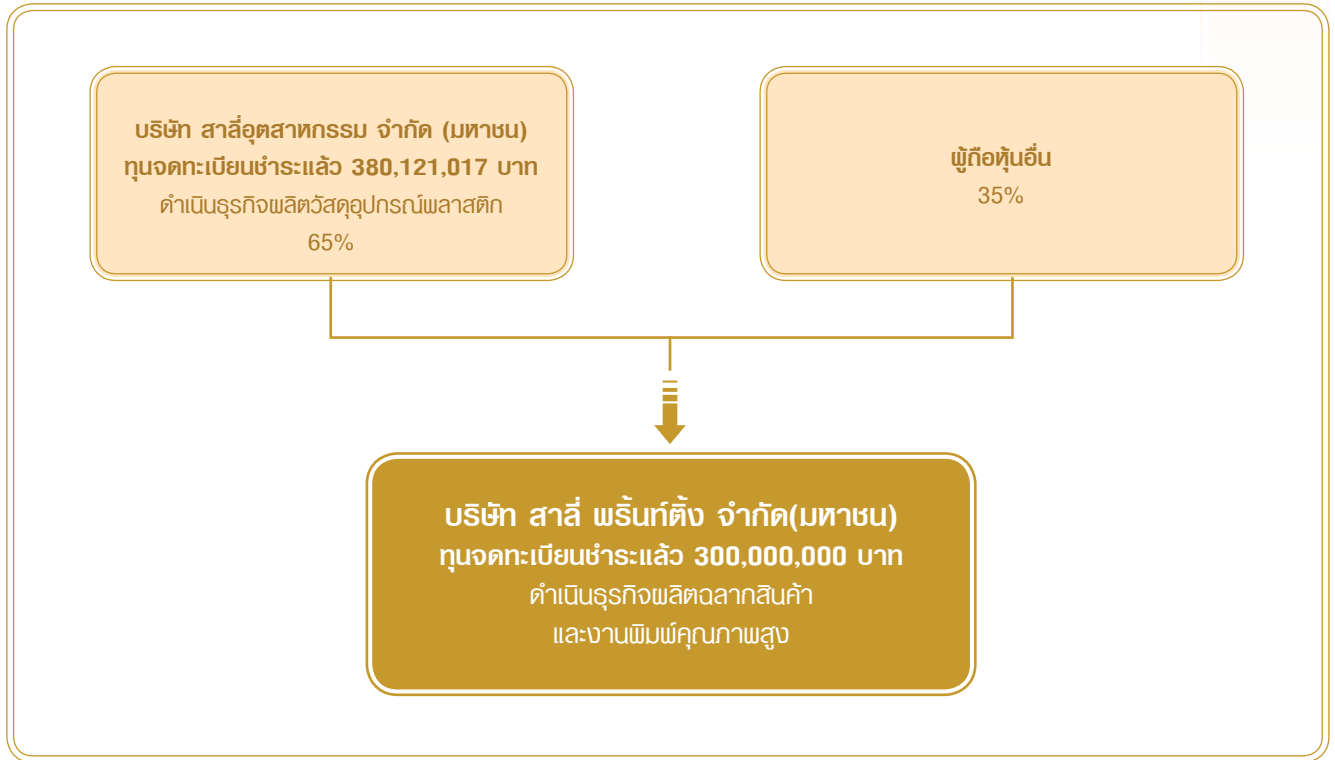 บริษัท สาลี่อุตสาหกรรม จำกัด (มหาชน)
ทุนจดทะเบียนชำระแล้ว 380,121,017 บาท
ดำเนินธุรกิจผลิตวัสดุอุปกรณ์พลาสติก
65%
ผู้ถือหุ้นอื่น
35%
บริษัท สาลี่ พริ้นท์ติ้ง จำกัด(มหาชน)
ทุนจดทะเบียนชำระแล้ว 300,000,000 บาท
ดำเนินธุรกิจผลิตฉลากสินค้า
และงานพิมพ์คุณภาพสูง